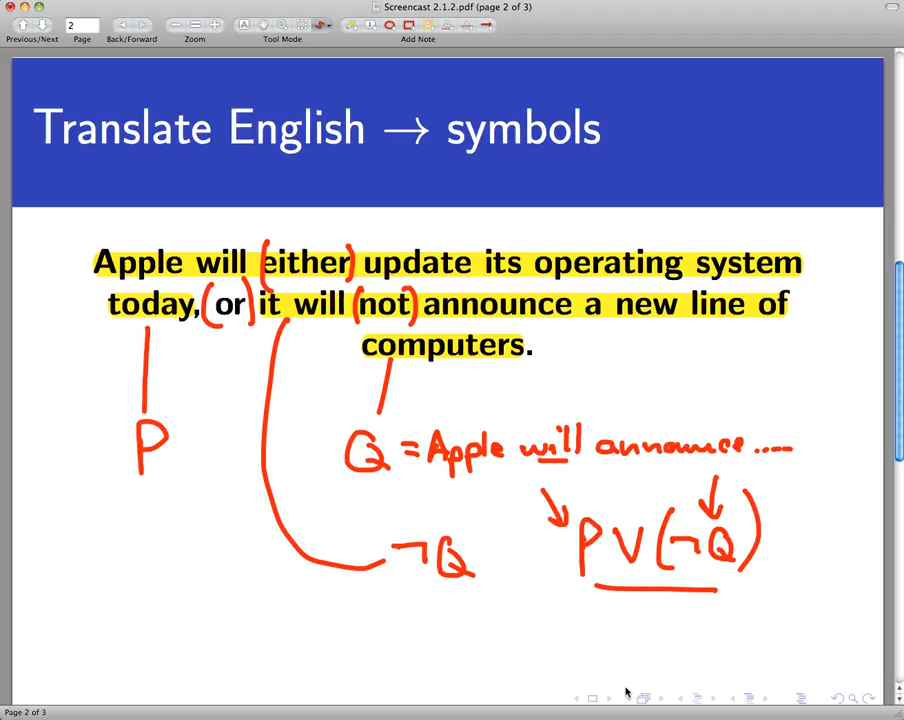 Screencast 2.1.2.pdf (page 2 of 3)
2
A
T
A A A
Previous/Next Page Back/Forward Zoom Tool Mode Add Note
Translate English → symbols
Apple will (either) update its operating system
today, (or) it will (not) announce a new line of
computers.
P
Q = Apple will announce ....
P ∨ (¬Q)
¬Q
Page 2 of 3